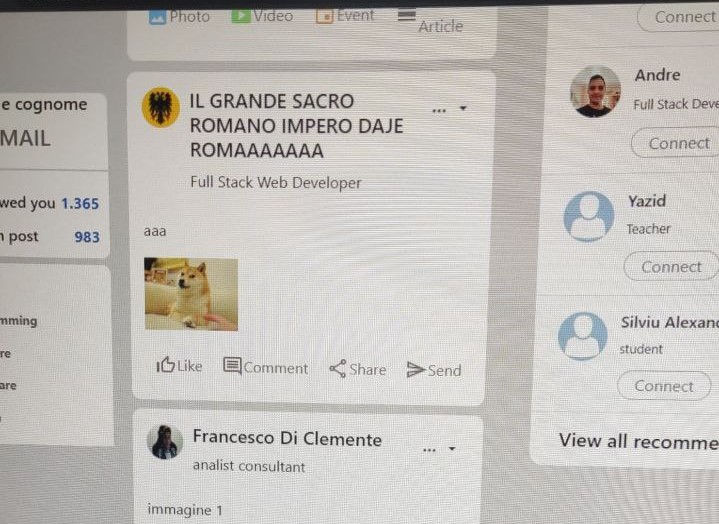 Photo Video Event Article
e cognome
MAIL
wed you 1.365
n post 983
mming
re
are
IL GRANDE SACRO
ROMANO IMPERO DAJE
ROMAAAAAAA
Full Stack Web Developer
aaa
Like Comment Share Send
Francesco Di Clemente
analist consultant
immagine 1
Connect
Andre
Full Stack Deve
Connect
Yazid
Teacher
Connect
Silviu Alexand
student
Connect
View all recomme